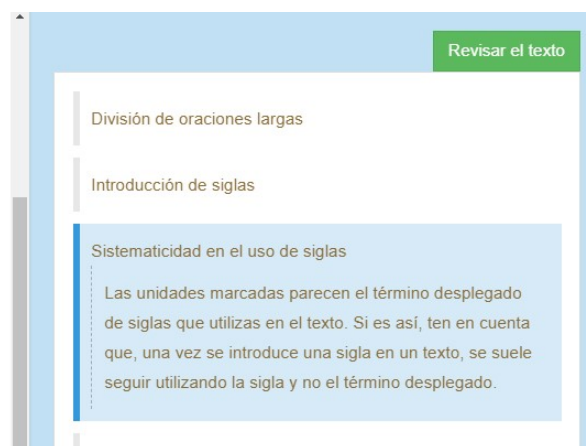 Revisar el texto
División de oraciones largas
Introducción de siglas
Sistematicidad en el uso de siglas
Las unidades marcadas parecen el término desplegado
de siglas que utilizas en el texto. Si es así, ten en cuenta
que, una vez se introduce una sigla en un texto, se suele
seguir utilizando la sigla y no el término desplegado.